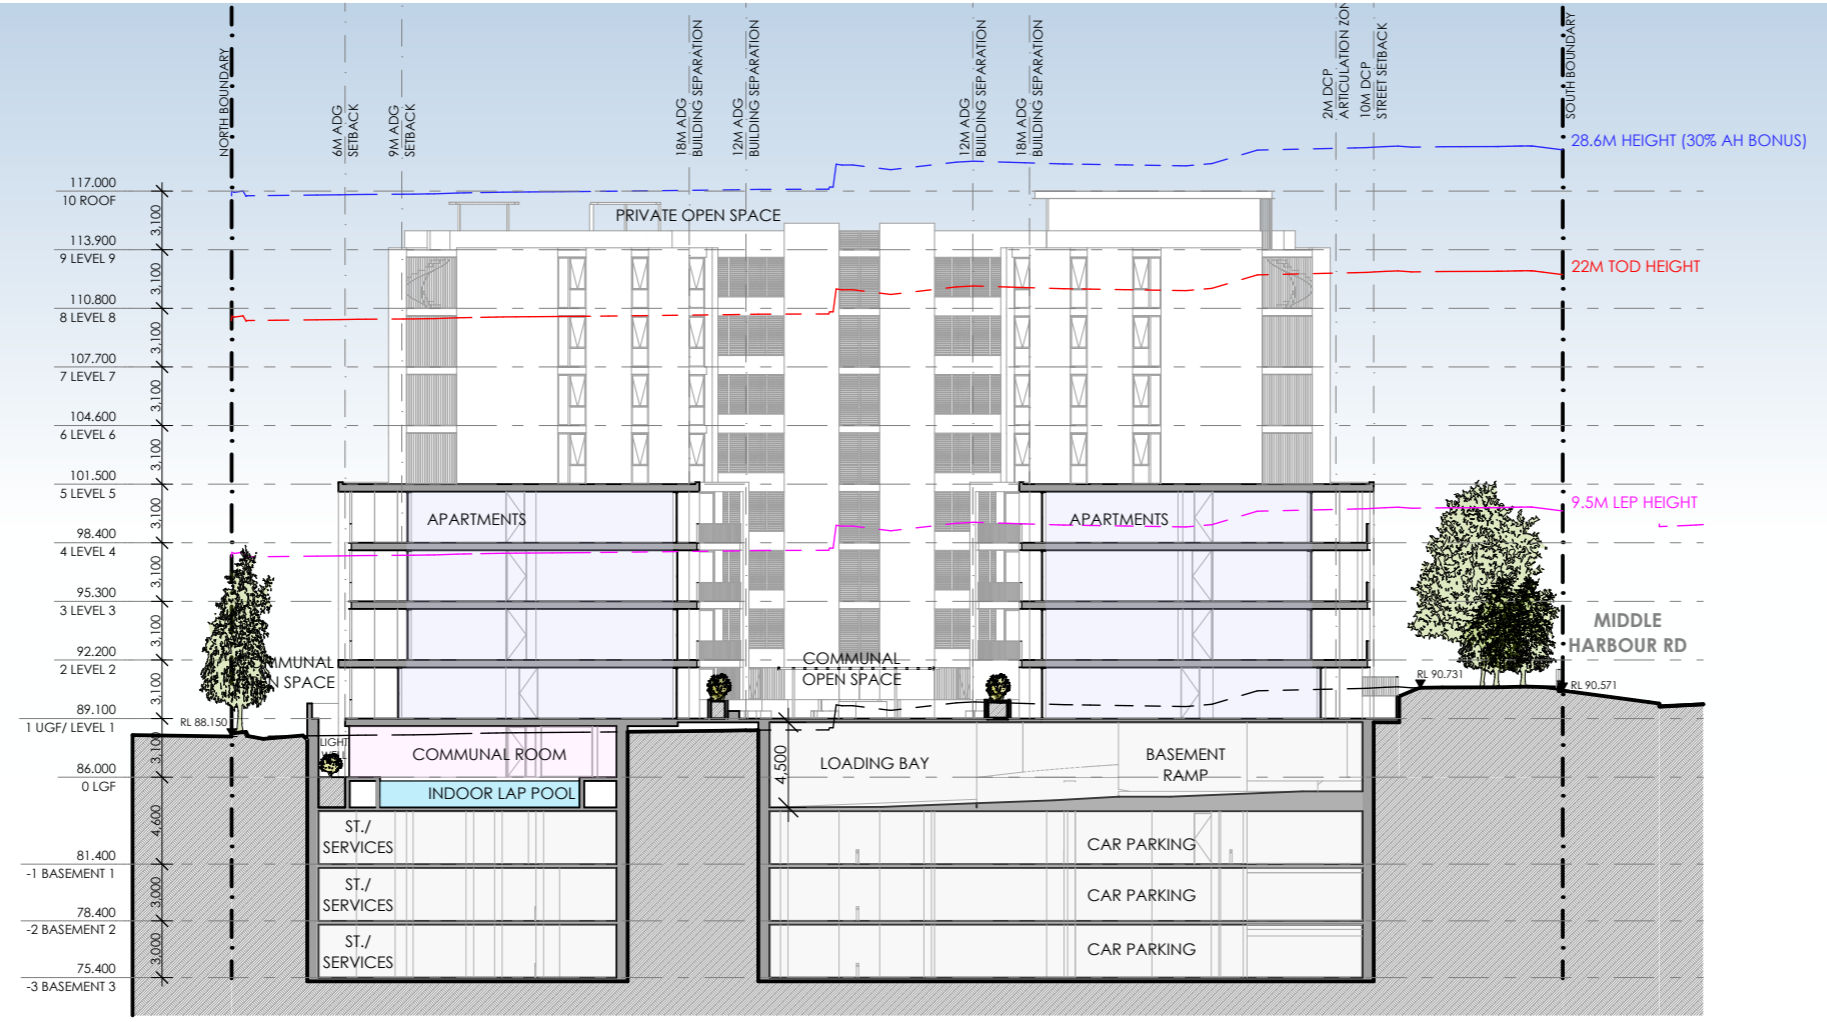 NORTH BOUNDARY
6M ADG
SETBACK
9M ADG
SETBACK
18M ADG
BUILDING SEPARATION
12M ADG
BUILDING SEPARATION
12M ADG
BUILDING SEPARATION
18M ADG
BUILDING SEPARATION
2M DCP
ARTICULATION ZON
10M DCP
STREET SETBACK
SOUTH BOUNDARY
28.6M HEIGHT (30% AH BONUS)
22M TOD HEIGHT
9.5M LEP HEIGHT
117.000
10 ROOF
3,100
113.900
9 LEVEL 9
3,100
110.800
8 LEVEL 8
3,100
107.700
7 LEVEL 7
3,100
104.600
6 LEVEL 6
3,100
101.500
5 LEVEL 5
3,100
98.400
4 LEVEL 4
3,100
95.300
3 LEVEL 3
3,100
92.200
2 LEVEL 2
3,100
89.100
1 UGF/ LEVEL 1
3,100
86.000
0 LGF
4,600
81.400
-1 BASEMENT 1
3,000
78.400
-2 BASEMENT 2
3,000
75.400
-3 BASEMENT 3
PRIVATE OPEN SPACE
APARTMENTS
APARTMENTS
MMUNAL
N SPACE
COMMUNAL
OPEN SPACE
MIDDLE
HARBOUR RD
RL 90.731
RL 90.571
RL 88.150
LIGHT
WELL
COMMUNAL ROOM
INDOOR LAP POOL
4,500
LOADING BAY
BASEMENT
RAMP
ST./
SERVICES
CAR PARKING
ST./
SERVICES
CAR PARKING
ST./
SERVICES
CAR PARKING